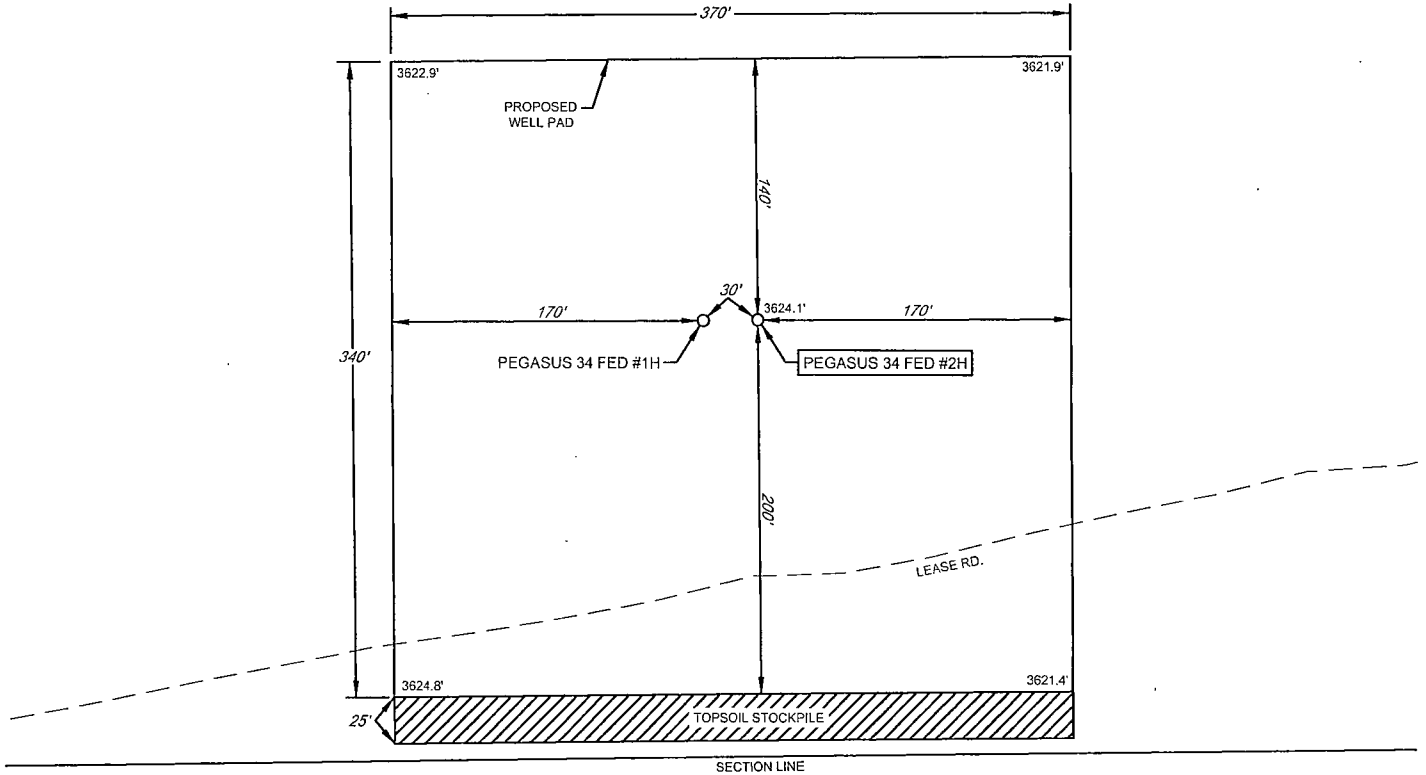 370'
3622.9'
3621.9'
PROPOSED
WELL PAD
140'
30'
3624.1'
170'
170'
340'
PEGASUS 34 FED #1H
PEGASUS 34 FED #2H
200'
LEASE RD.
3624.8'
3621.4'
25'
TOPSOIL STOCKPILE
SECTION LINE